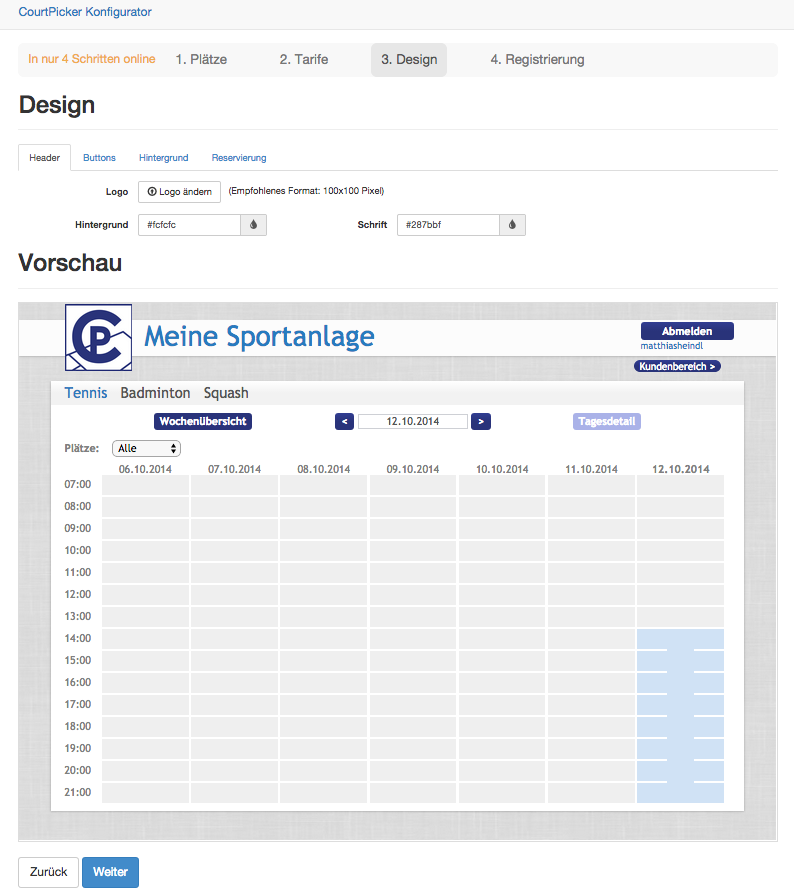 CourtPicker Konfigurator
In nur 4 Schritten online 1. Plätze 2. Tarife 3. Design 4. Registrierung
Design
Header Buttons Hintergrund Reservierung
Logo Logo ändern (Empfohlenes Format: 100x100 Pixel)
Hintergrund #fcfcfc Schrift #287bbf
Vorschau
CP Meine Sportanlage Abmelden
matthiasheindl
Kundenbereich >
Tennis Badminton Squash
Wochenübersicht < 12.10.2014 > Tagesdetail
Plätze: Alle
06.10.2014 07.10.2014 08.10.2014 09.10.2014 10.10.2014 11.10.2014 12.10.2014
07:00
08:00
09:00
10:00
11:00
12:00
13:00
14:00
15:00
16:00
17:00
18:00
19:00
20:00
21:00
Zurück Weiter